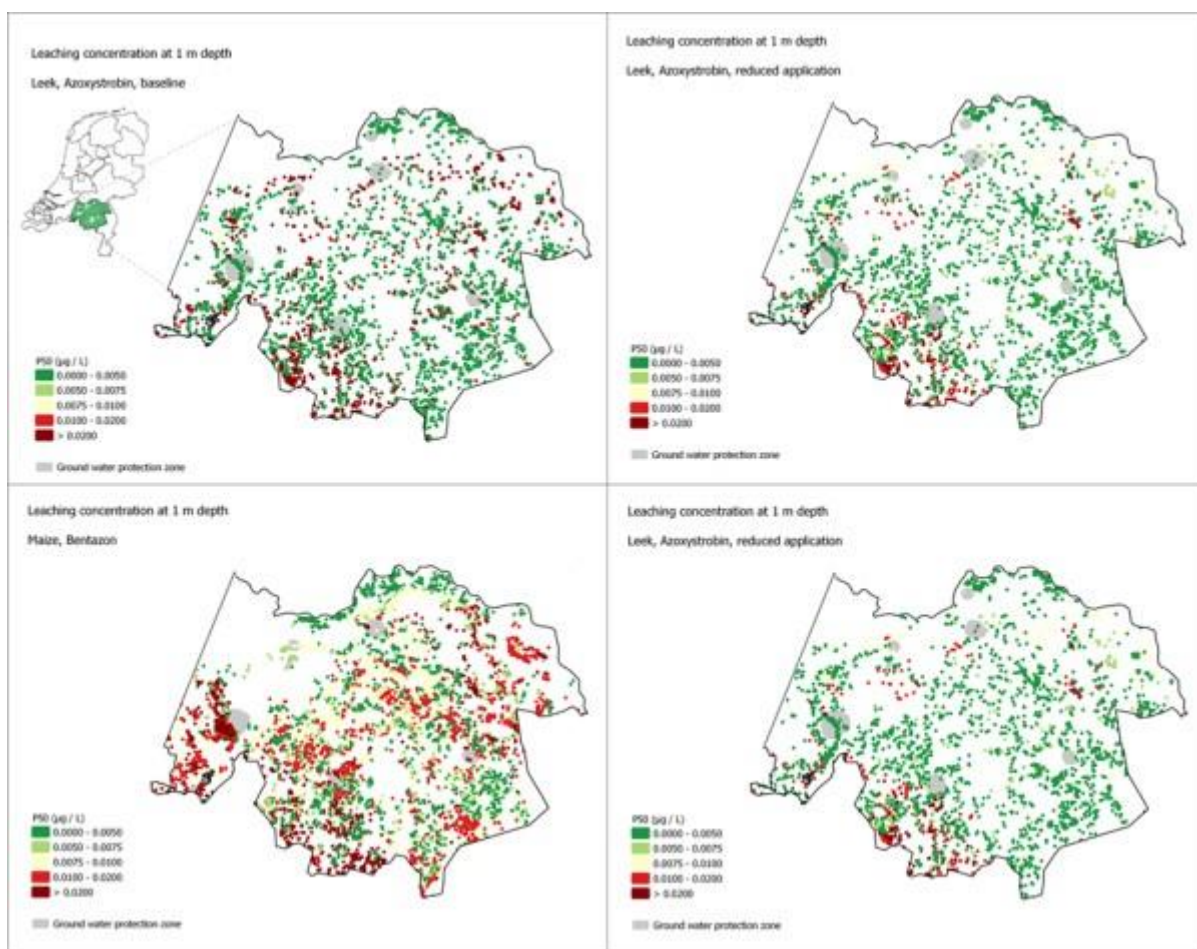 Leaching concentration at 1 m depth
Leek, Azoxystrobin, baseline
P50 (µg / L)
0.0000 - 0.0050
0.0050 - 0.0075
0.0075 - 0.0100
0.0100 - 0.0200
> 0.0200
Ground water protection zone
Leaching concentration at 1 m depth
Leek, Azoxystrobin, reduced application
P50 (µg / L)
0.0000 - 0.0050
0.0050 - 0.0075
0.0075 - 0.0100
0.0100 - 0.0200
> 0.0200
Ground water protection zone
Leaching concentration at 1 m depth
Maize, Bentazon
P50 (µg / L)
0.0000 - 0.0050
0.0050 - 0.0075
0.0075 - 0.0100
0.0100 - 0.0200
> 0.0200
Ground water protection zone
Leaching concentration at 1 m depth
Leek, Azoxystrobin, reduced application
P50 (µg / L)
0.0000 - 0.0050
0.0050 - 0.0075
0.0075 - 0.0100
0.0100 - 0.0200
> 0.0200
Ground water protection zone